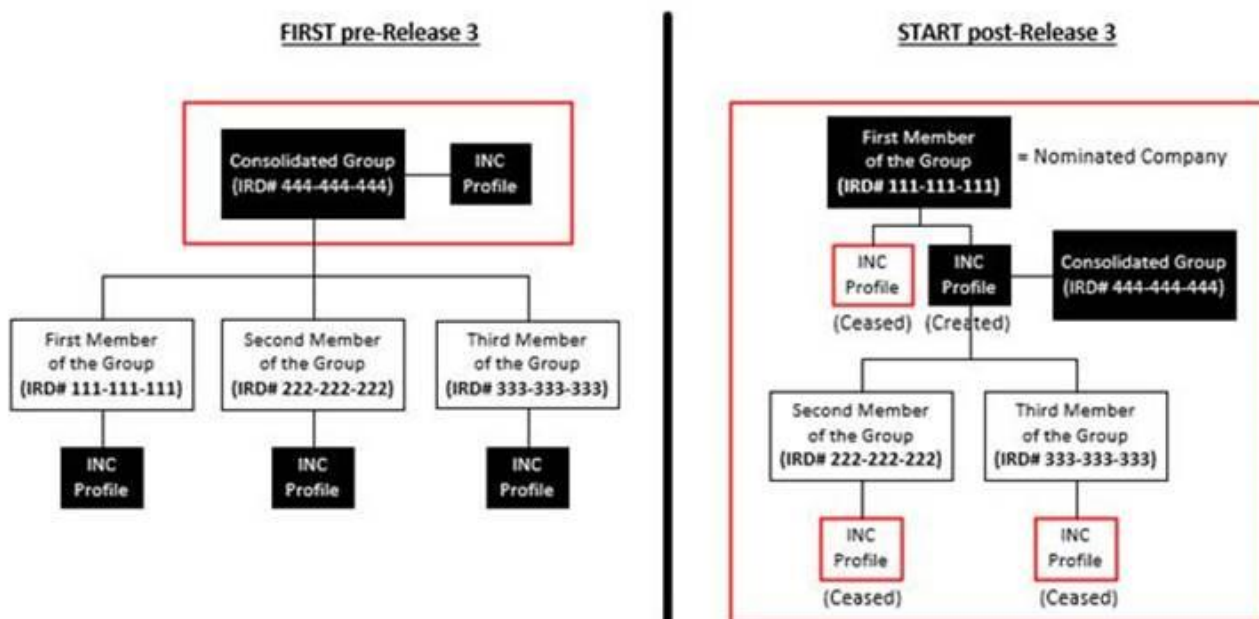 FIRST pre-Release 3
Consolidated Group
(IRD# 444-444-444)
INC
Profile
First Member
of the Group
(IRD# 111-111-111)
Second Member
of the Group
(IRD# 222-222-222)
Third Member
of the Group
(IRD# 333-333-333)
INC
Profile
INC
Profile
INC
Profile
START post-Release 3
First Member
of the Group
(IRD# 111-111-111)
= Nominated Company
INC
Profile
(Ceased)
INC
Profile
(Created)
Consolidated Group
(IRD# 444-444-444)
Second Member
of the Group
(IRD# 222-222-222)
Third Member
of the Group
(IRD# 333-333-333)
INC
Profile
(Ceased)
INC
Profile
(Ceased)